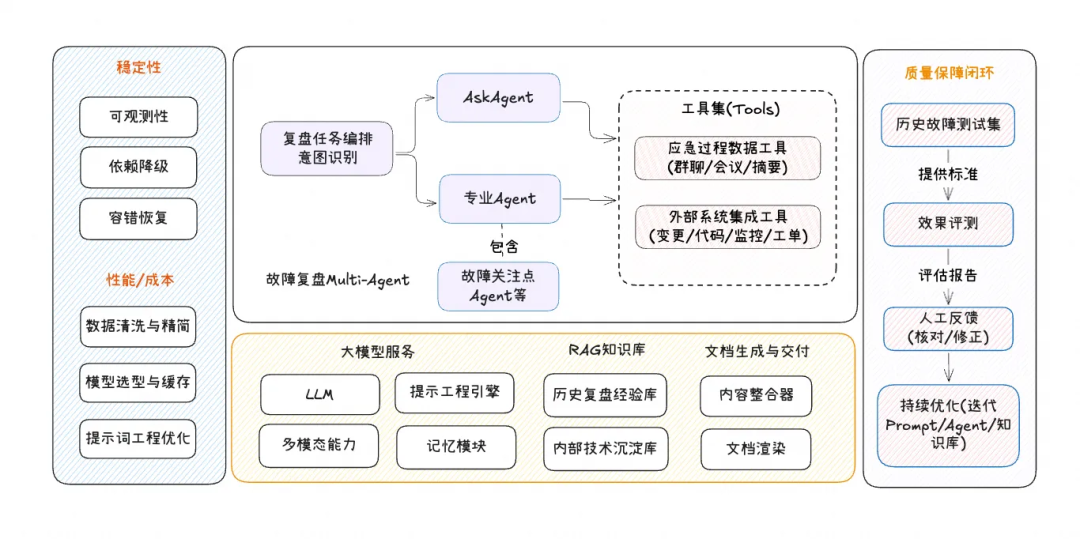 稳定性
可观测性
依赖降级
容错恢复
性能/成本
数据清洗与精简
模型选型与缓存
提示词工程优化
复盘任务编排
意图识别
AskAgent
专业Agent
包含
故障关注点
Agent等
故障复盘Multi-Agent
工具集(Tools)
应急过程数据工具
(群聊/会议/摘要)
外部系统集成工具
(变更/代码/监控/工单)
大模型服务
LLM
提示工程引擎
多模态能力
记忆模块
RAG知识库
历史复盘经验库
内部技术沉淀库
文档生成与交付
内容整合器
文档渲染
质量保障闭环
历史故障测试集
提供标准
效果评测
评估报告
人工反馈
(核对/修正)
持续优化(迭代
Prompt/Agent/知
识库)